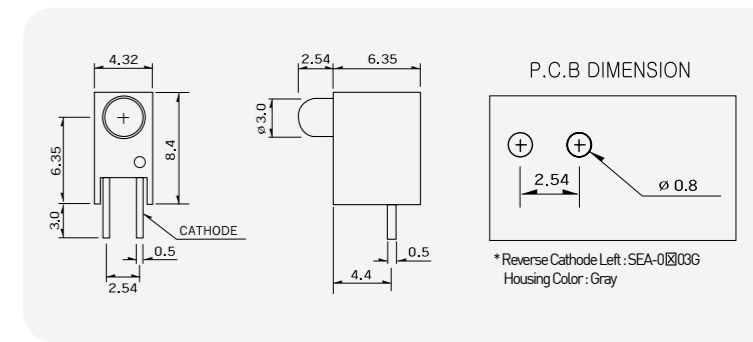 4.32
6.35
8.4
3.0
CATHODE
0.5
2.54
2.54
6.35
ø3.0
0.5
4.4
P.C.B DIMENSION
2.54
ø 0.8
* Reverse Cathode Left : SEA-0☒03G
Housing Color : Gray